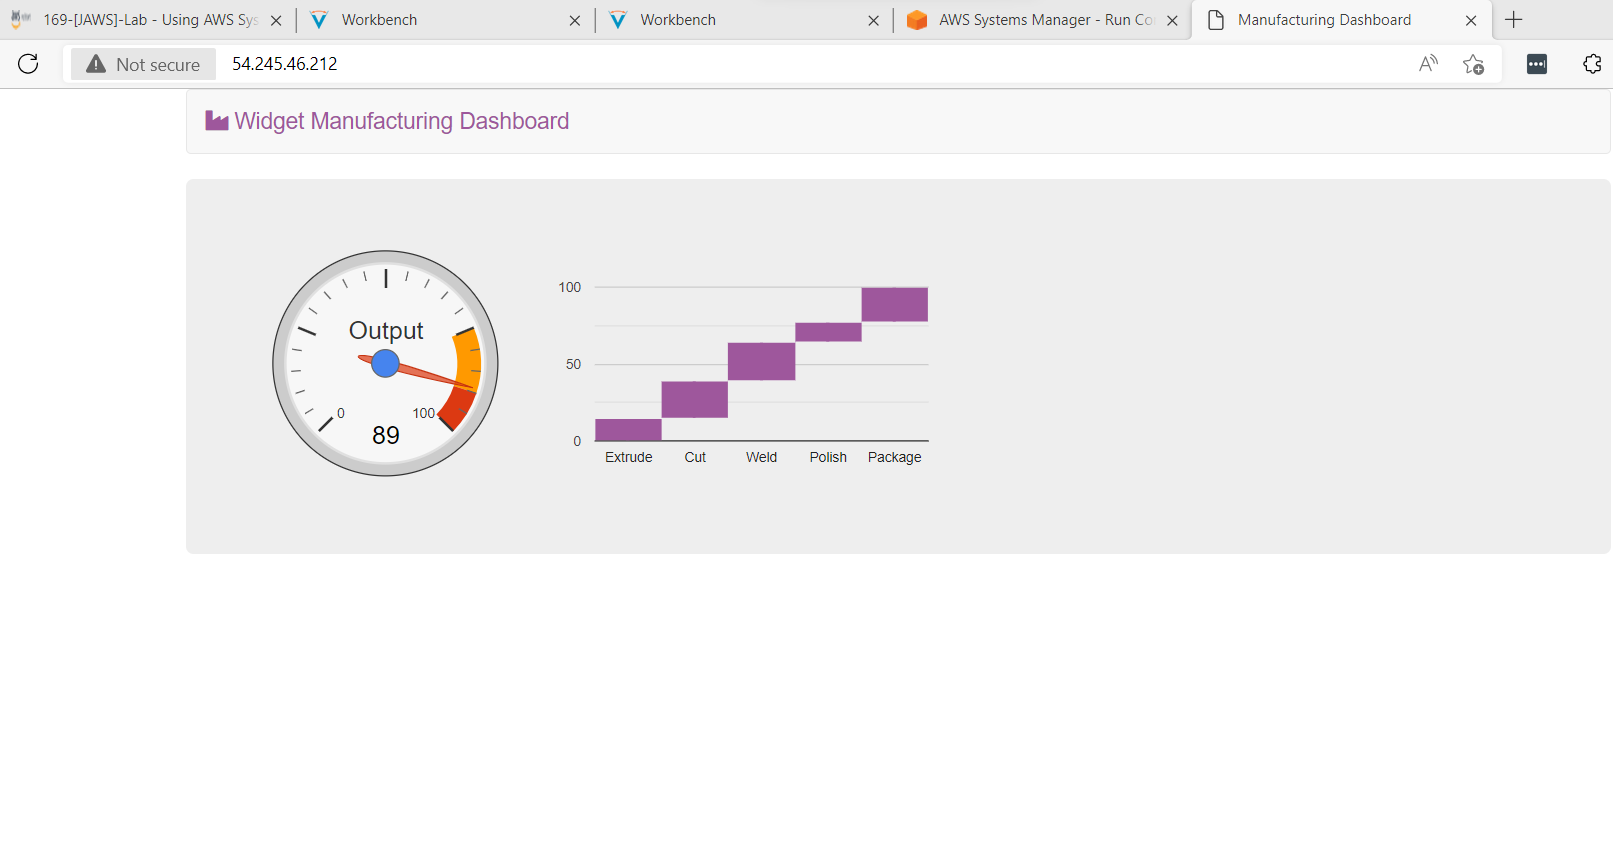 169-[JAWS]-Lab - Using AWS Sys
Workbench
Workbench
AWS Systems Manager - Run Co
Manufacturing Dashboard
Not secure
54.245.46.212
Widget Manufacturing Dashboard
Output
0
100
89
100
50
0
Extrude
Cut
Weld
Polish
Package